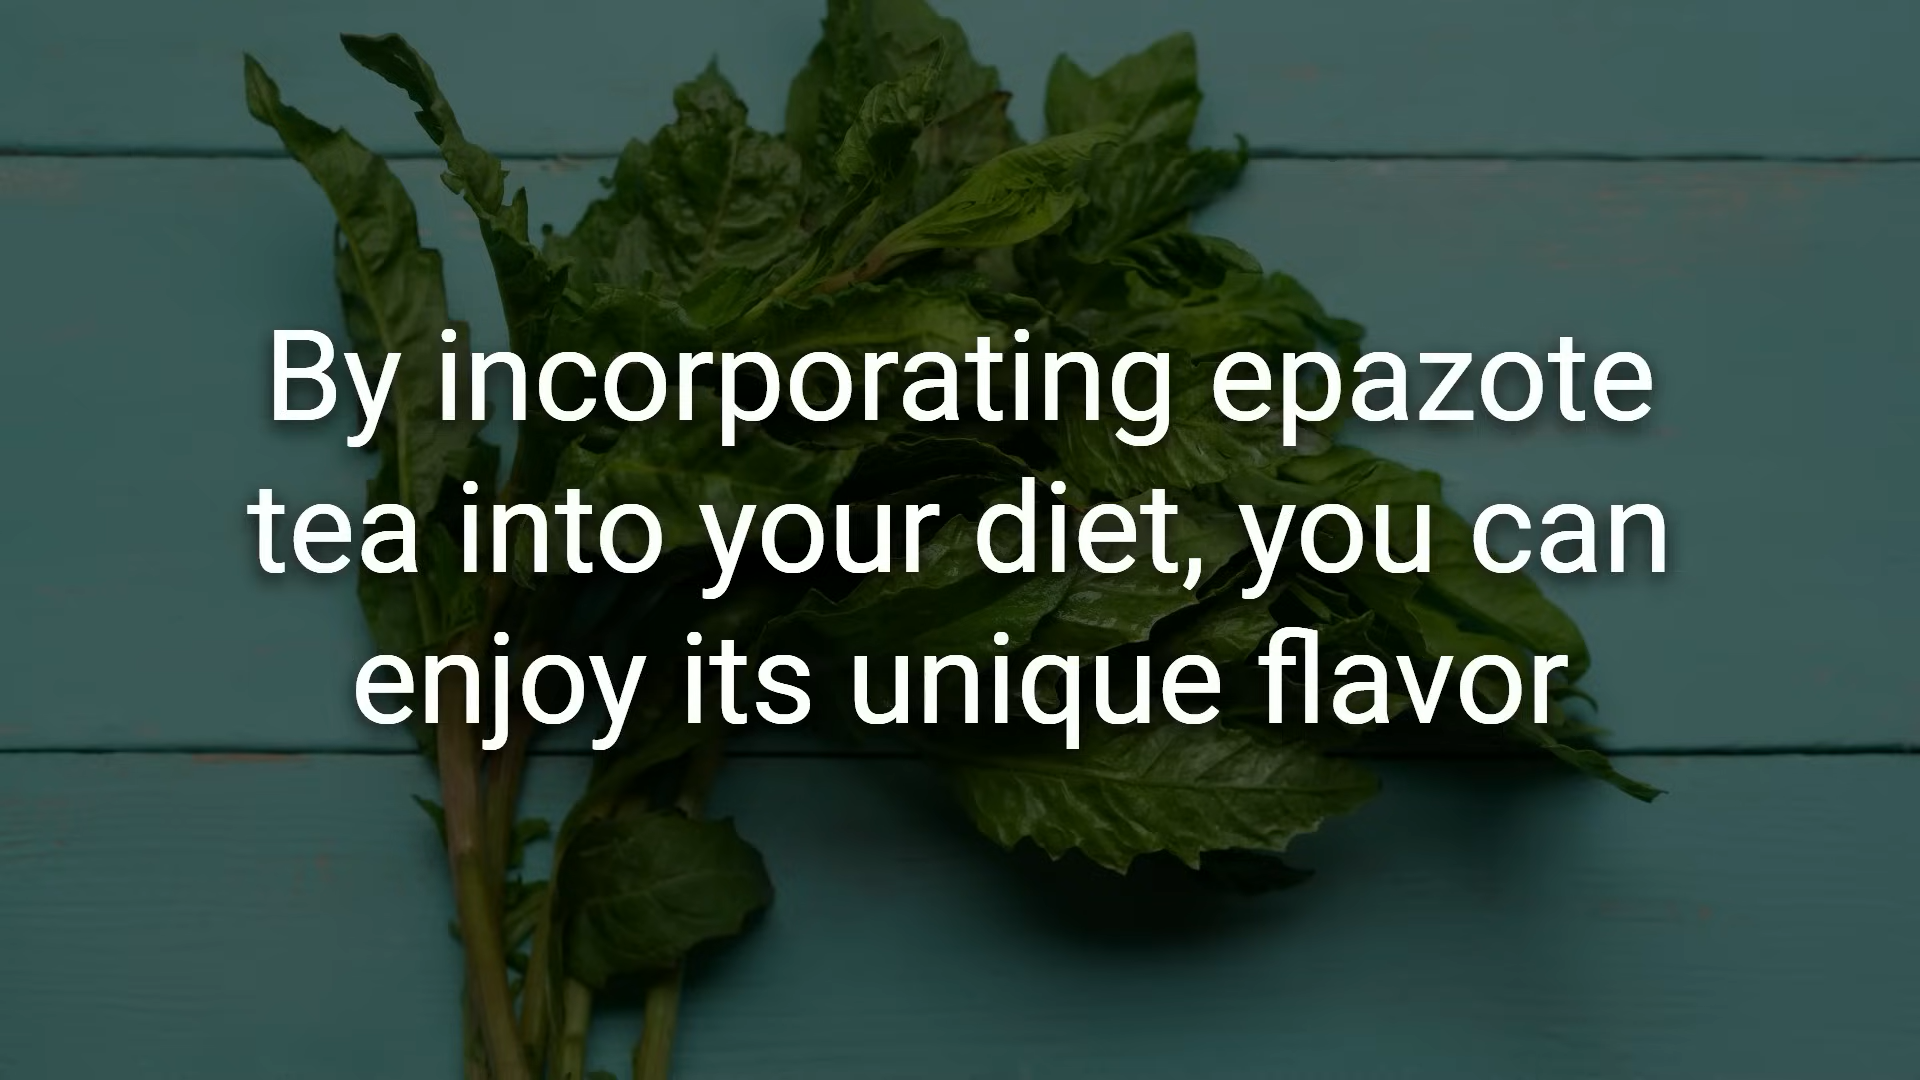 By incorporating epazote
tea into your diet, you can
enjoy its unique flavor